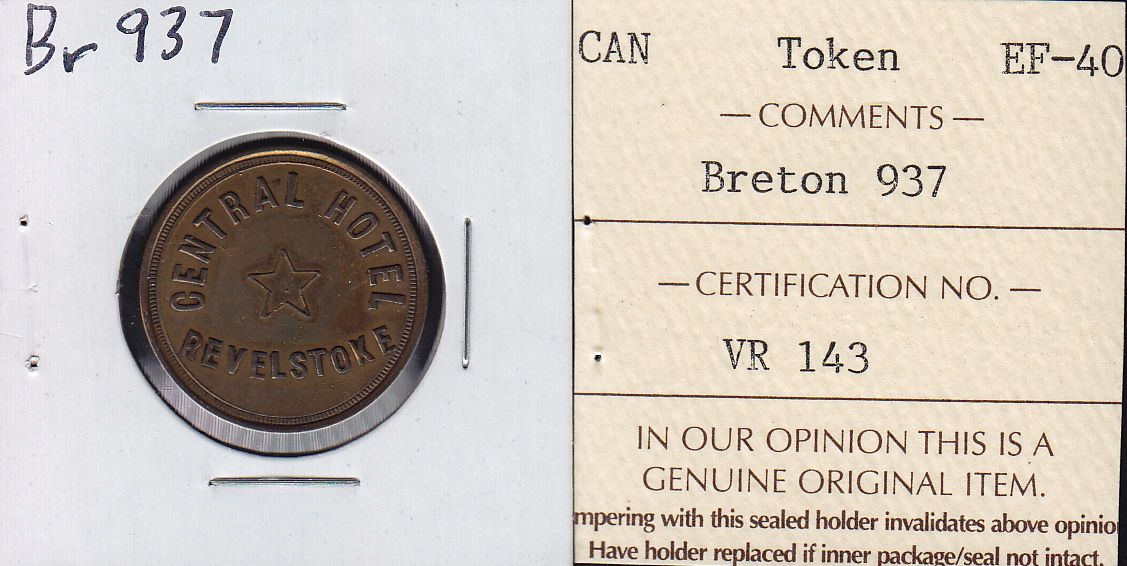 Br 937
CENTRAL HOTEL
REVELSTOKE
CAN Token EF-40
— COMMENTS —
Breton 937
— CERTIFICATION NO. —
VR 143
IN OUR OPINION THIS IS A
GENUINE ORIGINAL ITEM.
mpering with this sealed holder invalidates above opinio
Have holder replaced if inner package/seal not intact.